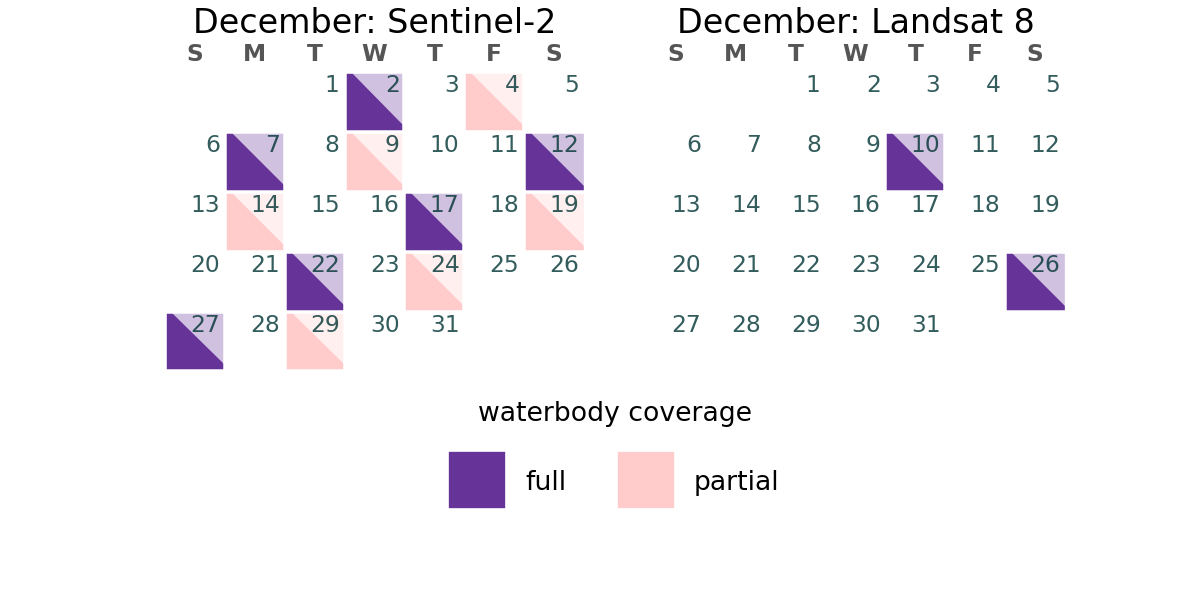 December: Sentinel-2
S M T W T F S
1 2 3 4 5
6 7 8 9 10 11 12
13 14 15 16 17 18 19
20 21 22 23 24 25 26
27 28 29 30 31
December: Landsat 8
S M T W T F S
1 2 3 4 5
6 7 8 9 10 11 12
13 14 15 16 17 18 19
20 21 22 23 24 25 26
27 28 29 30 31
waterbody coverage
full partial